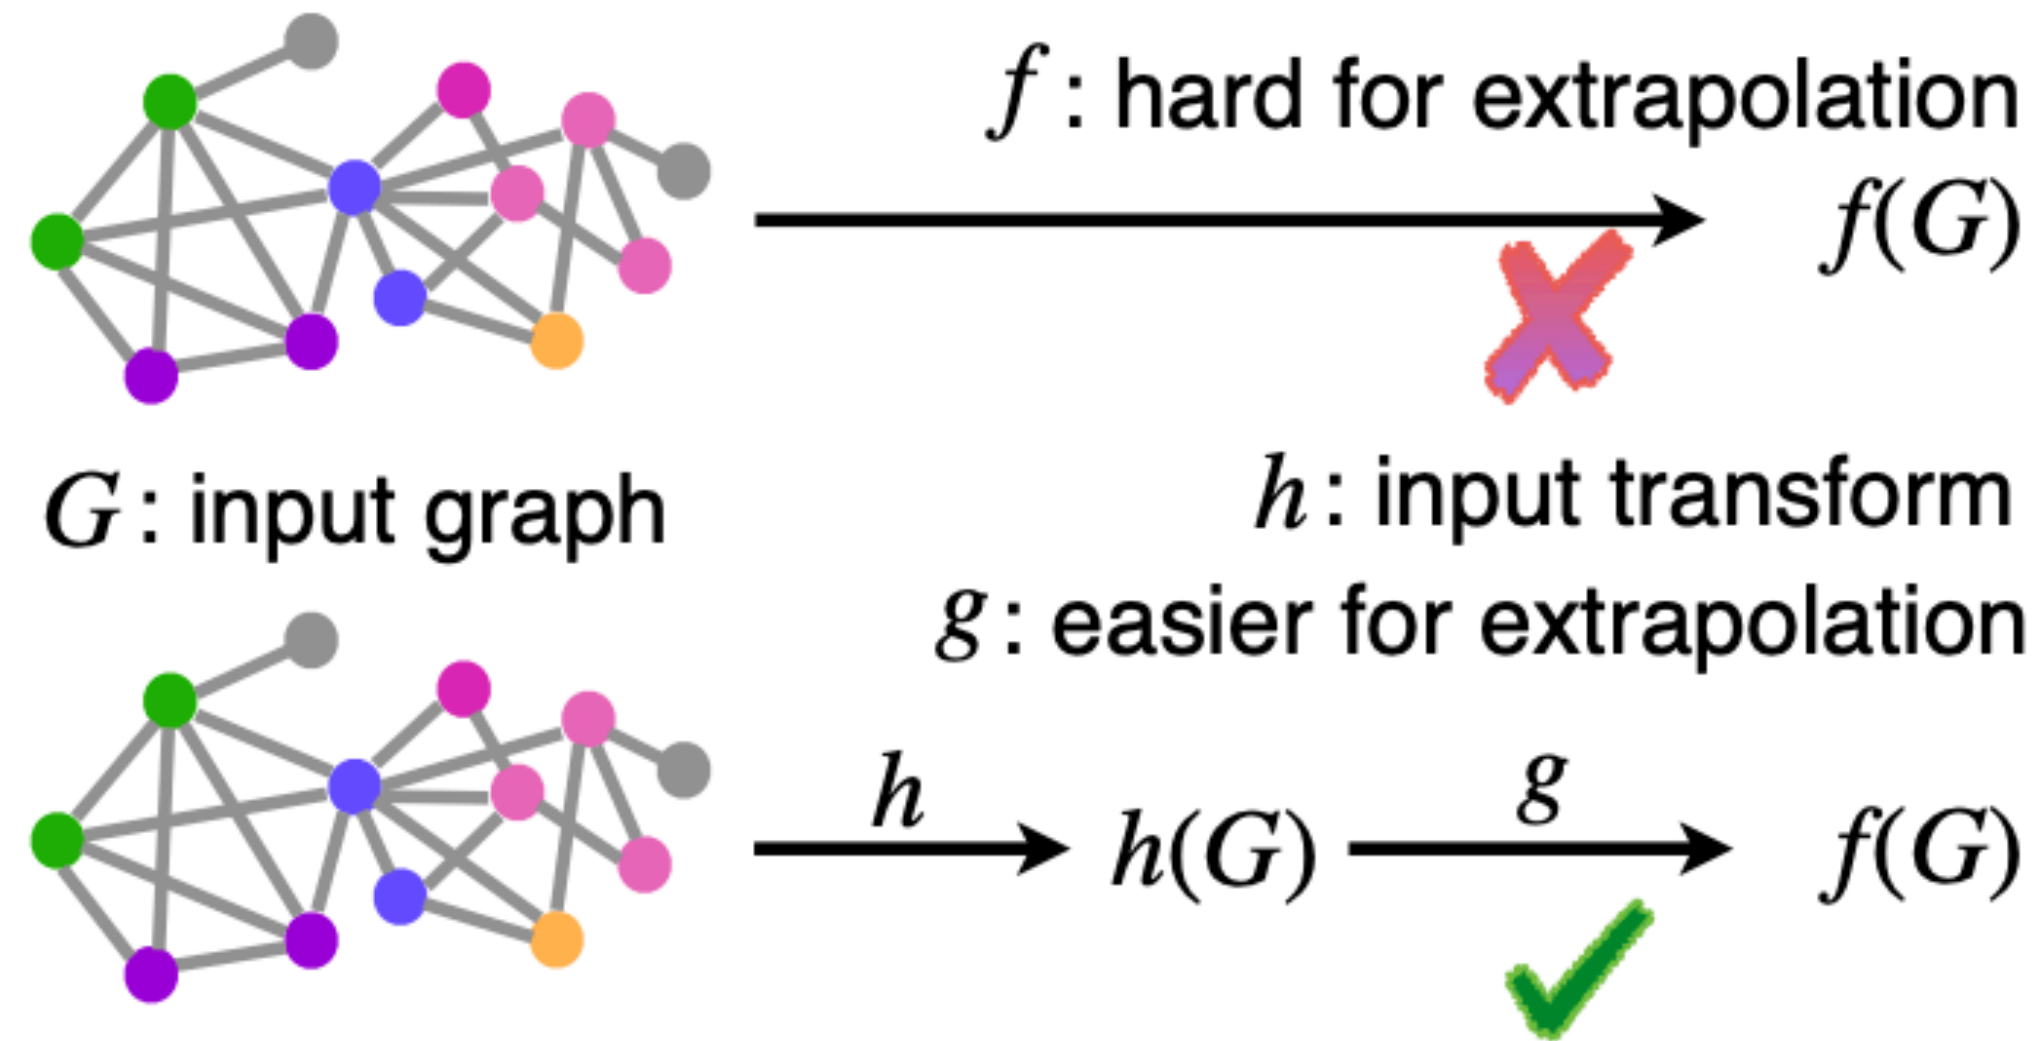 f : hard for extrapolation
f(G)
G : input graph
h : input transform
g : easier for extrapolation
h
h(G)
g
f(G)